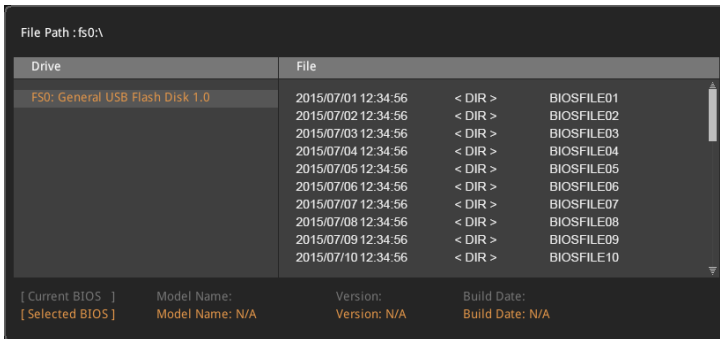 File Path : fs0:\
Drive File
FS0: General USB Flash Disk 1.0
2015/07/01 12:34:56 < DIR > BIOSFILE01
2015/07/02 12:34:56 < DIR > BIOSFILE02
2015/07/03 12:34:56 < DIR > BIOSFILE03
2015/07/04 12:34:56 < DIR > BIOSFILE04
2015/07/05 12:34:56 < DIR > BIOSFILE05
2015/07/06 12:34:56 < DIR > BIOSFILE06
2015/07/07 12:34:56 < DIR > BIOSFILE07
2015/07/08 12:34:56 < DIR > BIOSFILE08
2015/07/09 12:34:56 < DIR > BIOSFILE09
2015/07/10 12:34:56 < DIR > BIOSFILE10
[ Current BIOS ] Model Name: Version: Build Date:
[ Selected BIOS ] Model Name: N/A Version: N/A Build Date: N/A